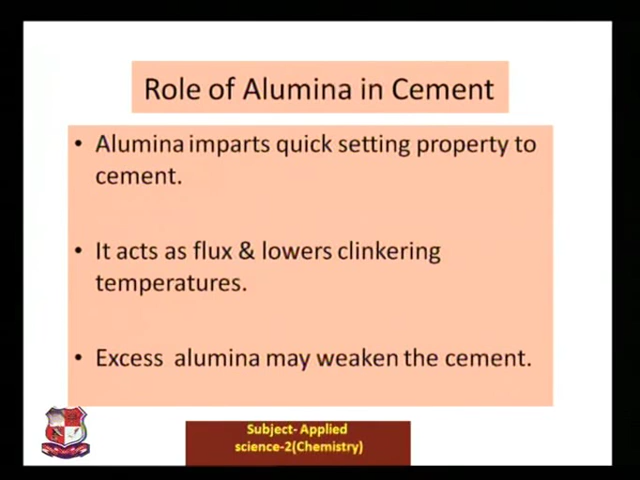 Role of Alumina in Cement
• Alumina imparts quick setting property to
cement.
• It acts as flux & lowers clinkering
temperatures.
• Excess alumina may weaken the cement.
Subject- Applied
science-2(Chemistry)